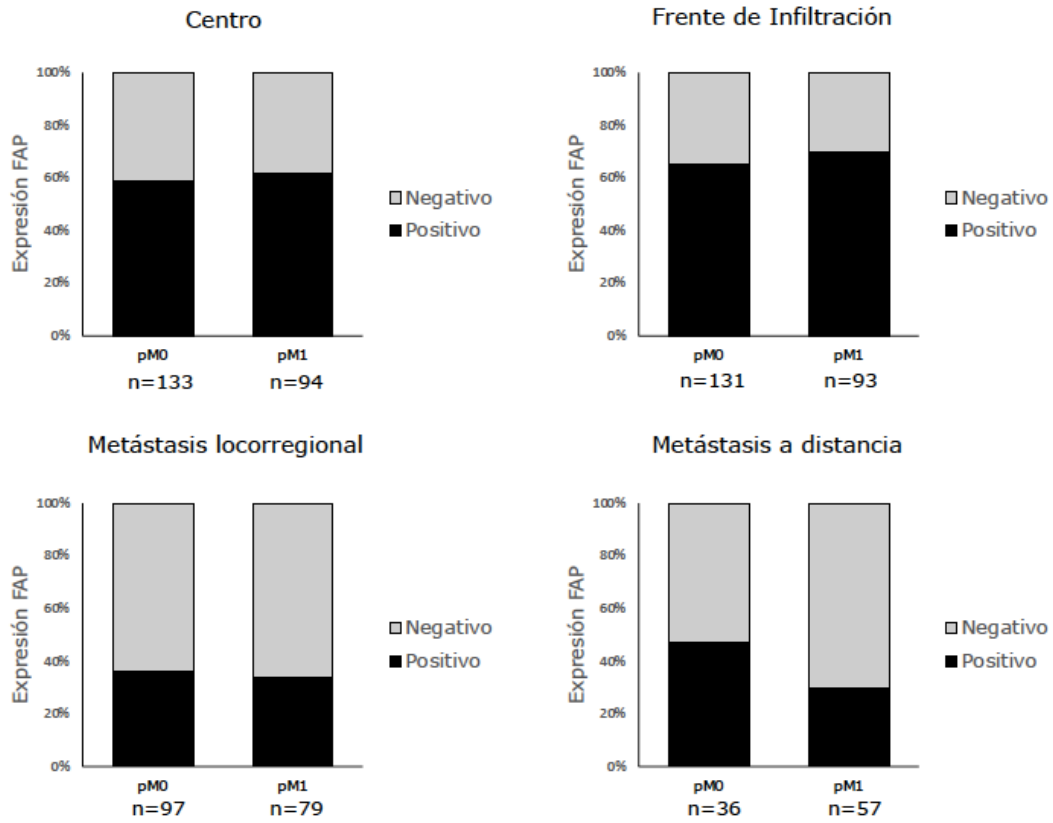 Centro
Expresión FAP
100%
80%
60%
40%
20%
0%
pM0
pM1
n=133
n=94
Negativo
Positivo
Frente de Infiltración
Expresión FAP
100%
80%
60%
40%
20%
0%
pM0
pM1
n=131
n=93
Negativo
Positivo
Metástasis locorregional
Expresión FAP
100%
80%
60%
40%
20%
0%
pM0
pM1
n=97
n=79
Negativo
Positivo
Metástasis a distancia
Expresión FAP
100%
80%
60%
40%
20%
0%
pM0
pM1
n=36
n=57
Negativo
Positivo